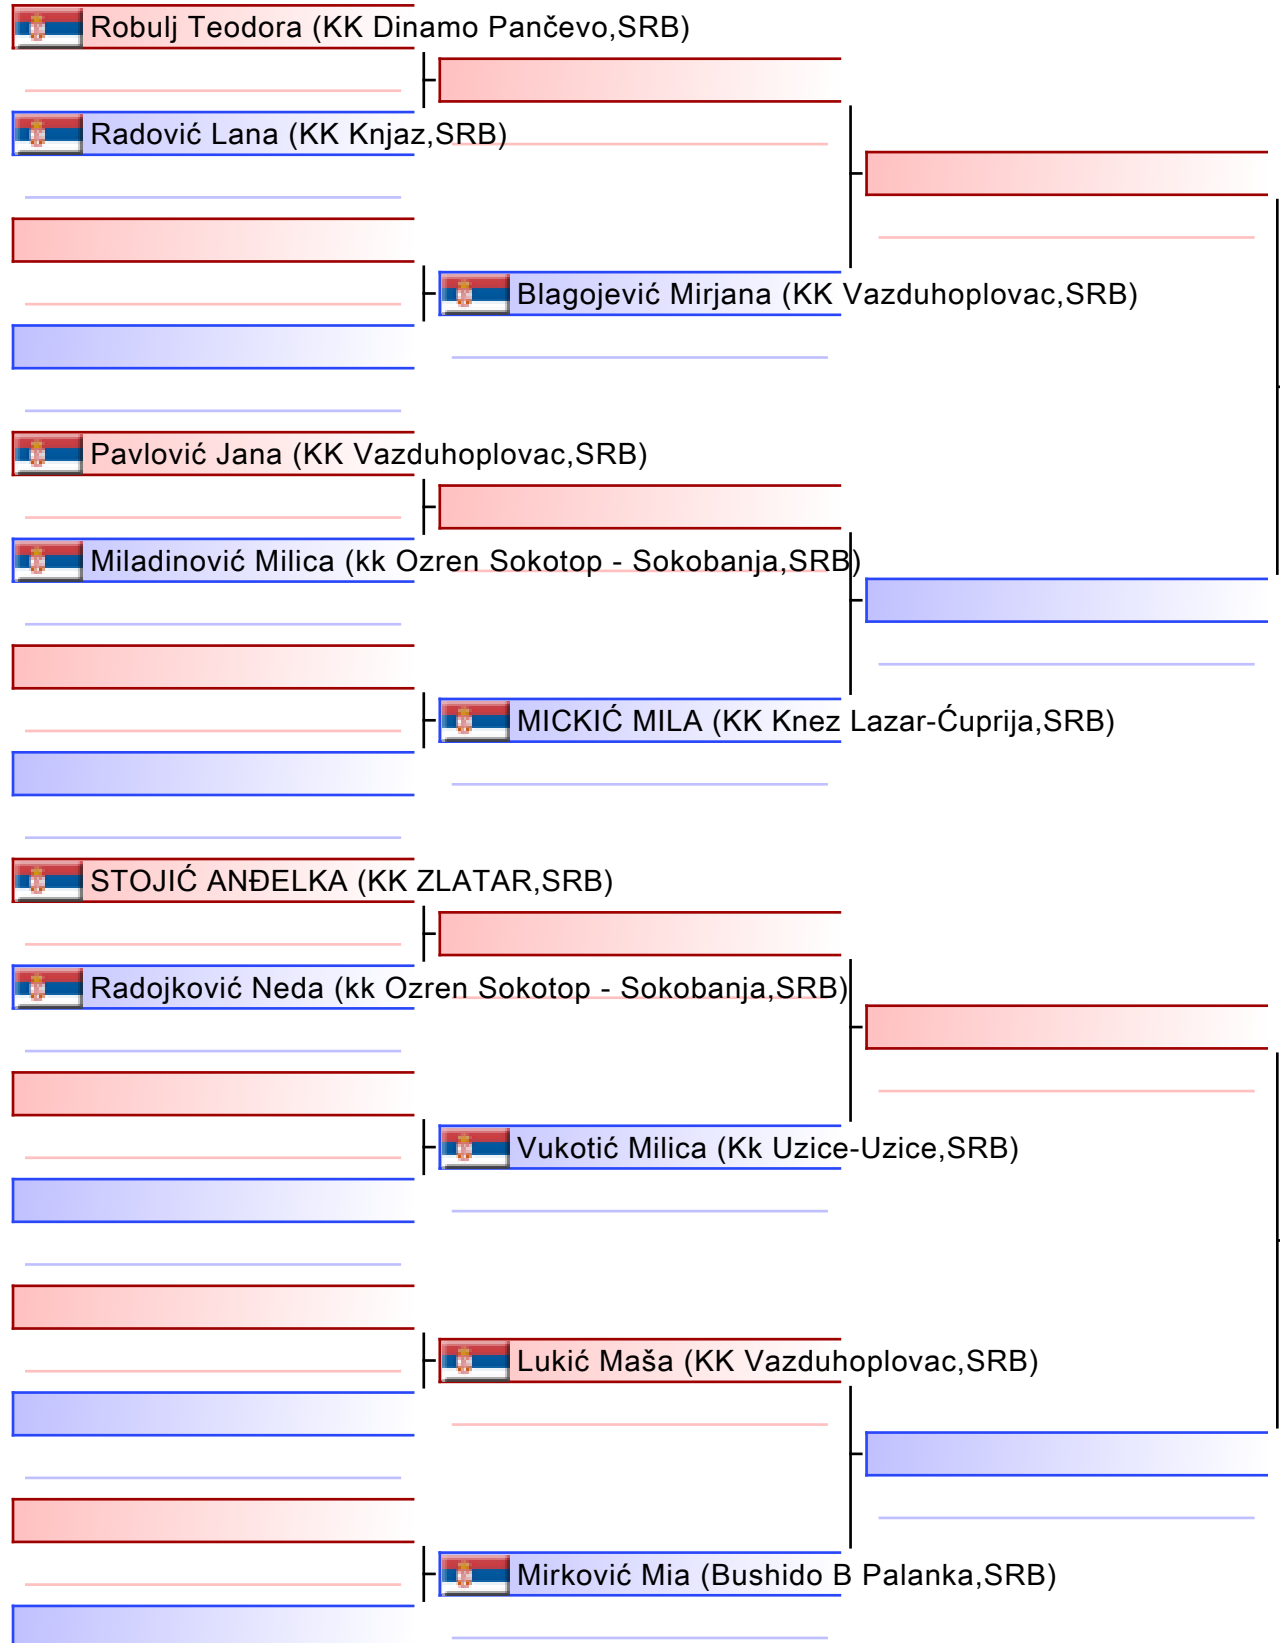 Robulj Teodora (KK Dinamo Pančevo,SRB)
Radović Lana (KK Knjaz,SRB)
Blagojević Mirjana (KK Vazduhoplovac,SRB)
Pavlović Jana (KK Vazduhoplovac,SRB)
Miladinović Milica (kk Ozren Sokotop - Sokobanja,SRB)
MICKIĆ MILA (KK Knez Lazar-Ćuprija,SRB)
STOJIĆ ANĐELKA (KK ZLATAR,SRB)
Radojković Neda (kk Ozren Sokotop - Sokobanja,SRB)
Vukotić Milica (Kk Uzice-Uzice,SRB)
Lukić Maša (KK Vazduhoplovac,SRB)
Mirković Mia (Bushido B Palanka,SRB)